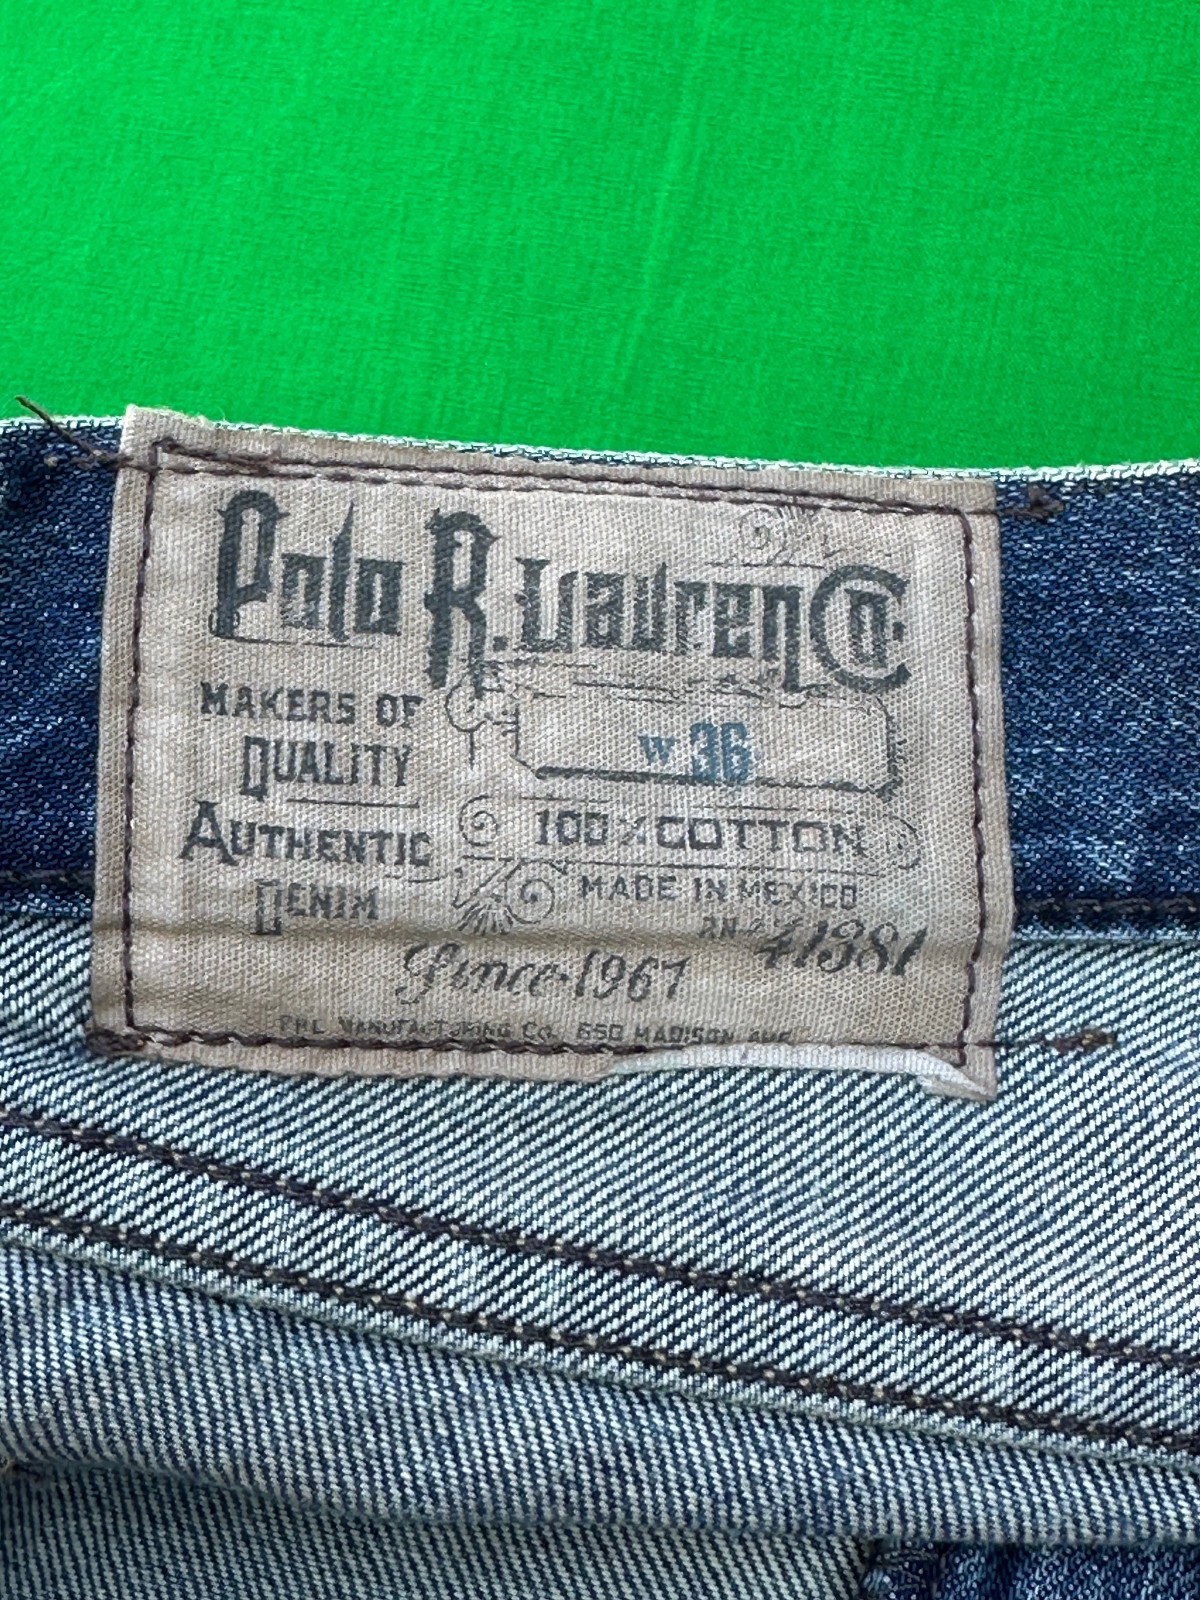 Polo R. Lauren Co.
MAKERS OF
QUALITY
AUTHENTIC
DENIM
W 36
100% COTTON
MADE IN MEXICO
RN 41381
Since 1967
PRL MANUFACTURING CO. 650 MADISON AVE